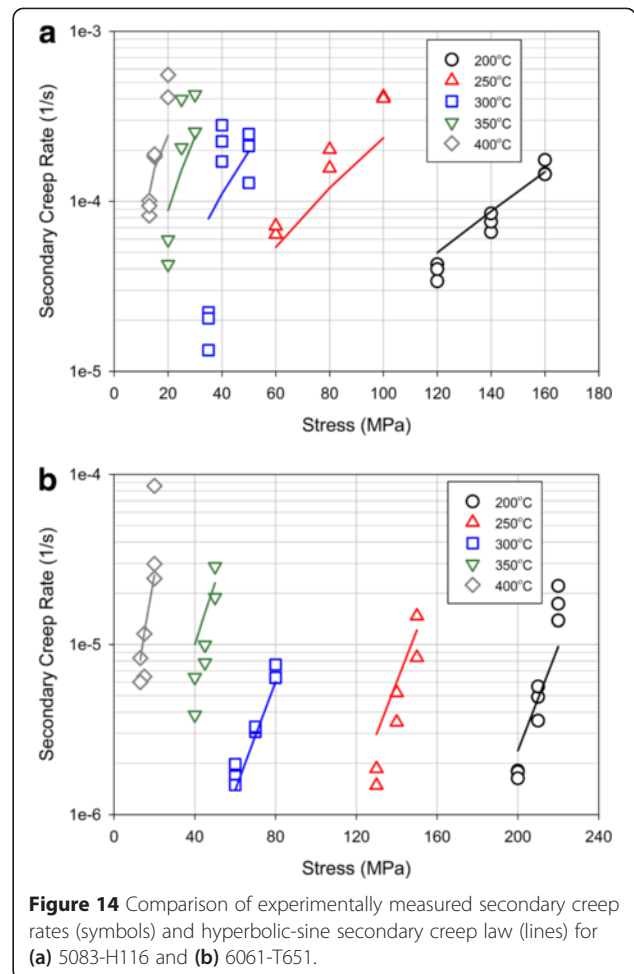 a
1e-3
1e-4
1e-5
Secondary Creep Rate (1/s)
200°C
250°C
300°C
350°C
400°C
0 20 40 60 80 100 120 140 160 180
Stress (MPa)
b
1e-4
1e-5
1e-6
Secondary Creep Rate (1/s)
200°C
250°C
300°C
350°C
400°C
0 40 80 120 160 200 240
Stress (MPa)
Figure 14 Comparison of experimentally measured secondary creep
rates (symbols) and hyperbolic-sine secondary creep law (lines) for
(a) 5083-H116 and (b) 6061-T651.